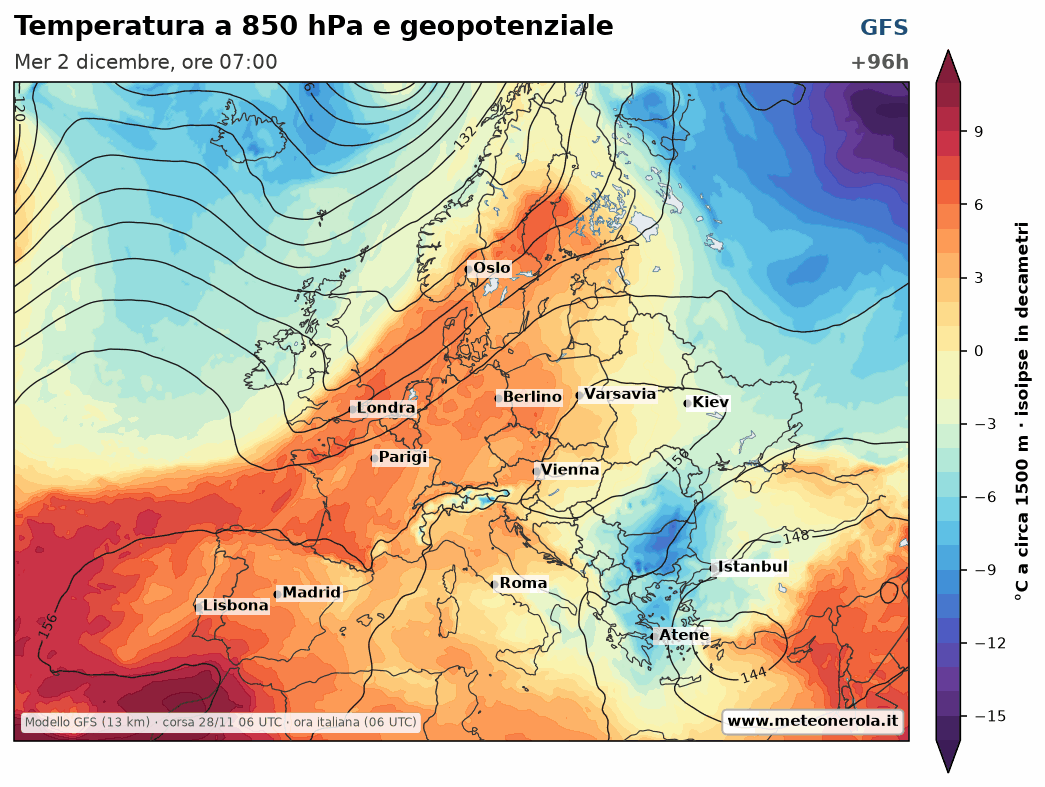 Temperatura a 850 hPa e geopotenziale
GFS
Mer 2 dicembre, ore 07:00
+96h
120
132
Oslo
Londra
Berlino
Varsavia
Kiev
Parigi
Vienna
156
148
Istanbul
Roma
Madrid
Lisbona
156
Atene
144
Modello GFS (13 km) · corsa 28/11 06 UTC · ora italiana (06 UTC)
www.meteonerola.it
9
6
3
0
−3
−6
−9
−12
−15
°C a circa 1500 m · isoipse in decametri